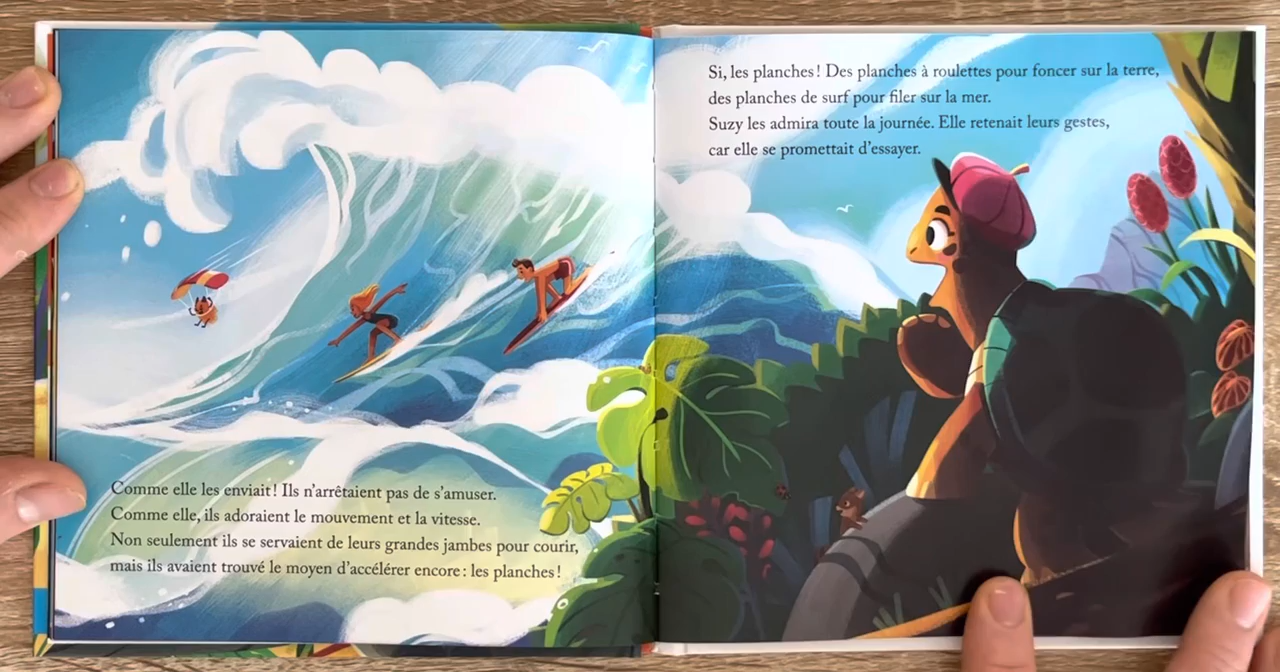 Comme elle les enviait ! Ils n'arrêtaient pas de s'amuser.
Comme elle, ils adoraient le mouvement et la vitesse.
Non seulement ils se servaient de leurs grandes jambes pour courir,
mais ils avaient trouvé le moyen d'accélérer encore : les planches !
Si, les planches ! Des planches à roulettes pour foncer sur la terre,
des planches de surf pour filer sur la mer.
Suzy les admira toute la journée. Elle retenait leurs gestes,
car elle se promettait d'essayer.